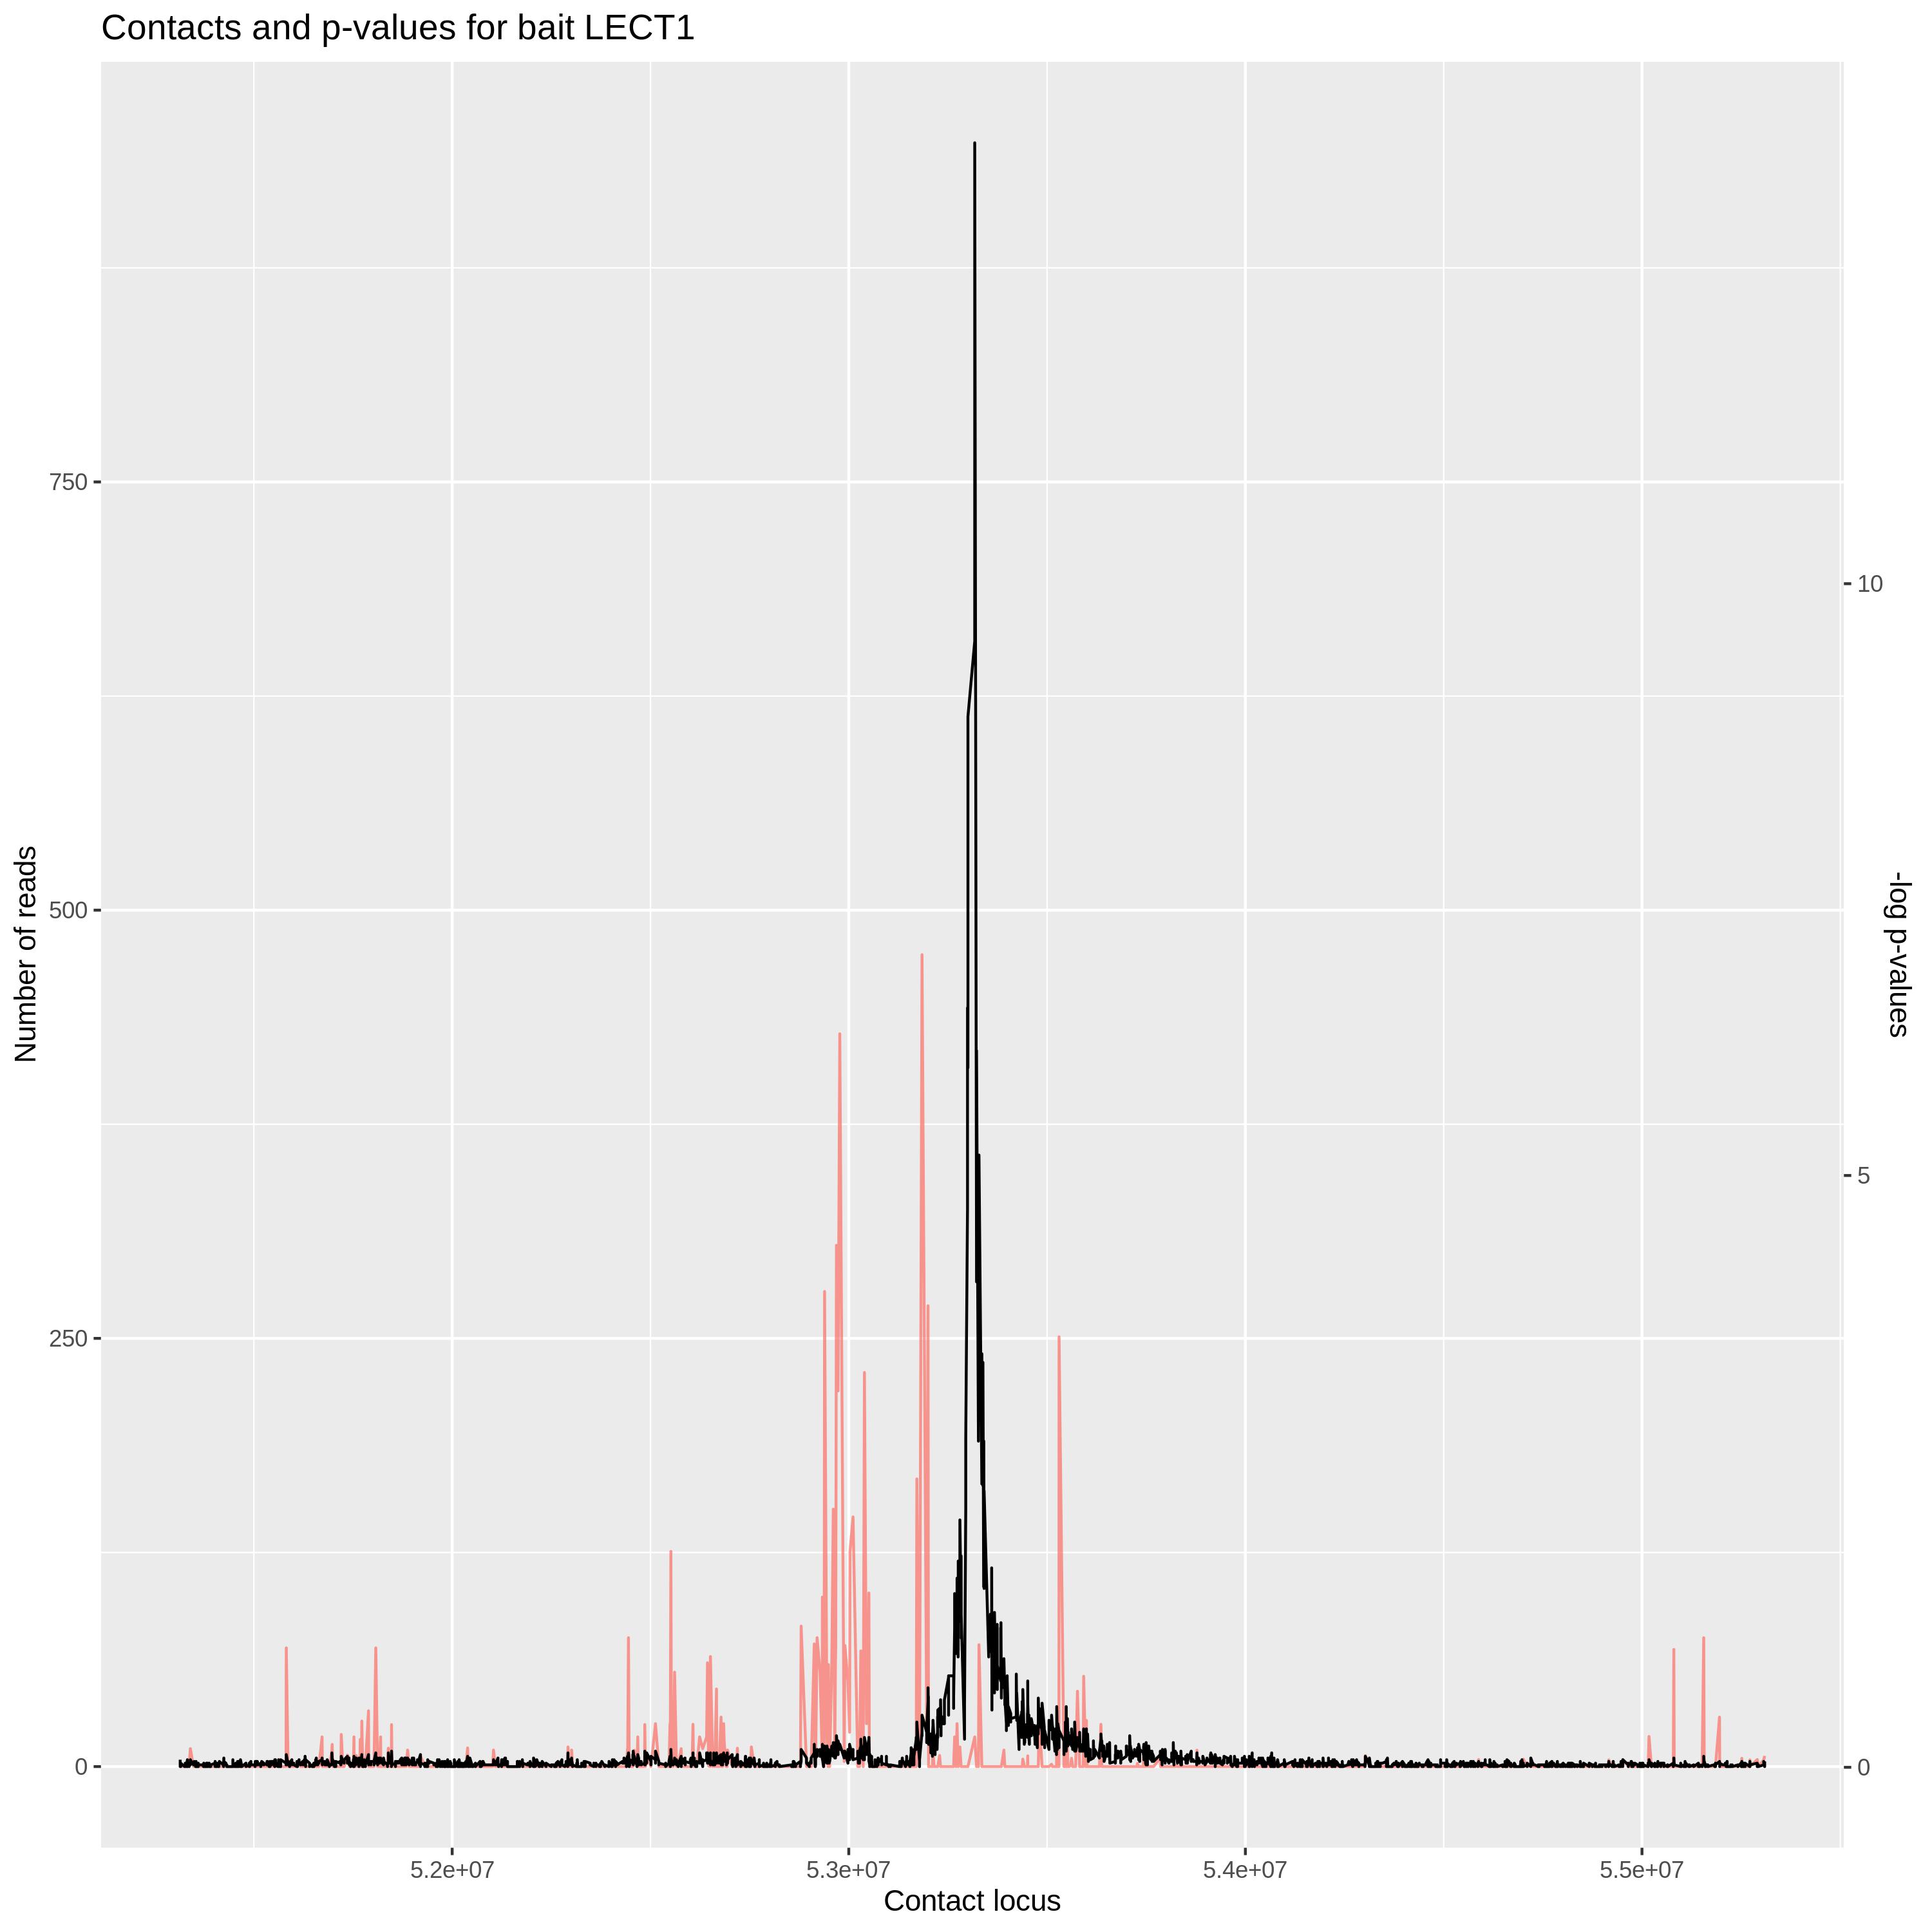 Contacts and p-values for bait LECT1
750
500
250
0
Number of reads
10
5
0
-log p-values
5.2e+07
5.3e+07
5.4e+07
5.5e+07
Contact locus